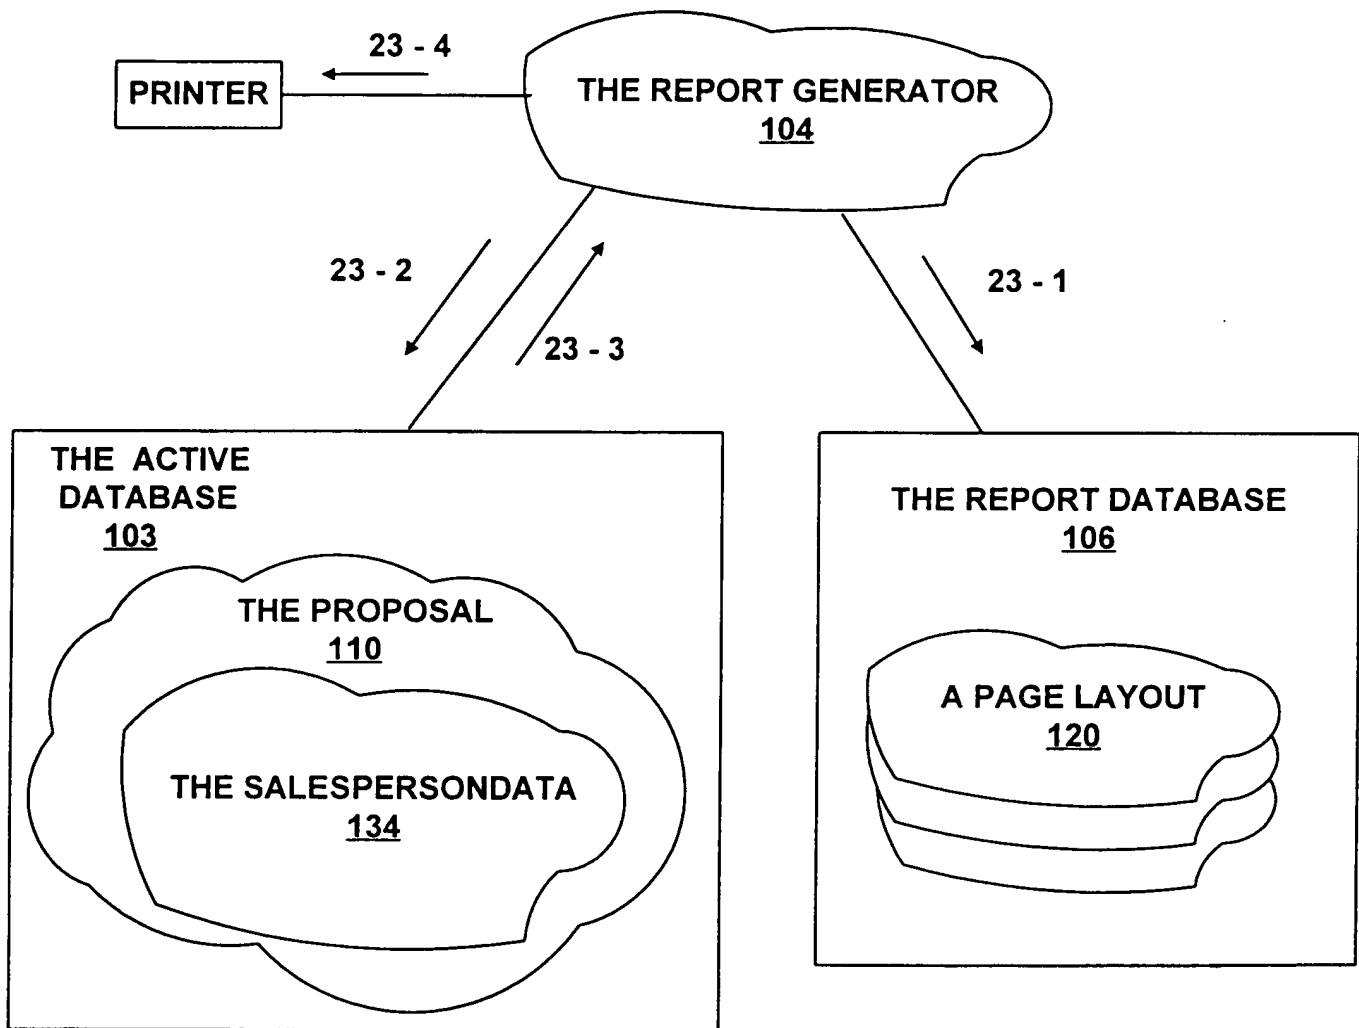 23 - 4
PRINTER
THE REPORT GENERATOR
104
23 - 2
23 - 3
23 - 1
THE ACTIVE
DATABASE
103
THE PROPOSAL
110
THE SALESPERSONDATA
134
THE REPORT DATABASE
106
A PAGE LAYOUT
120